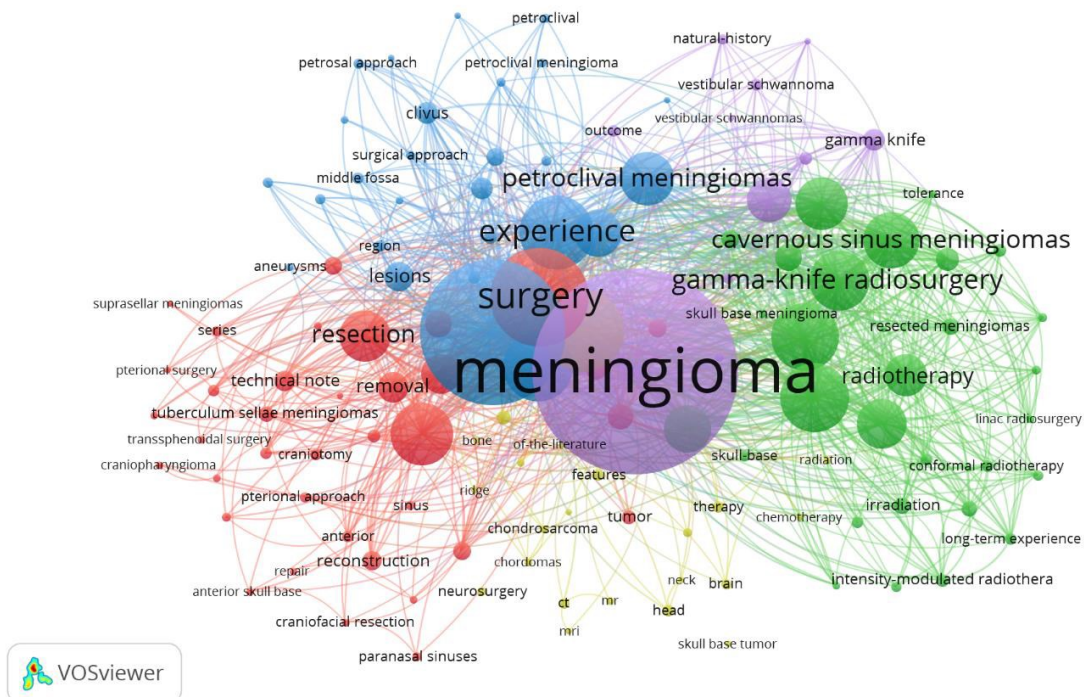 petroclival
natural-history
petrosal approach
petroclival meningioma
vestibular schwannoma
clivus
vestibular schwannomas
outcome
gamma knife
surgical approach
middle fossa
petroclival meningiomas
tolerance
experience
cavernous sinus meningiomas
region
aneurysms
lesions
gamma-knife radiosurgery
suprasellar meningiomas
surgery
skull base meningioma
series
resection
resected meningiomas
pterional surgery
meningioma
technical note
removal
radiotherapy
tuberculum sellae meningiomas
linac radiosurgery
transsphenoidal surgery
bone
of-the-literature
craniotomy
skull-base
radiation
craniopharyngioma
conformal radiotherapy
features
ridge
pterional approach
sinus
therapy
irradiation
tumor
chemotherapy
chondrosarcoma
anterior
long-term experience
reconstruction
chordomas
repair
neck
intensity-modulated radiothera
brain
anterior skull base
neurosurgery
ct
mr
head
craniofacial resection
mri
skull base tumor
paranasal sinuses
VOSviewer